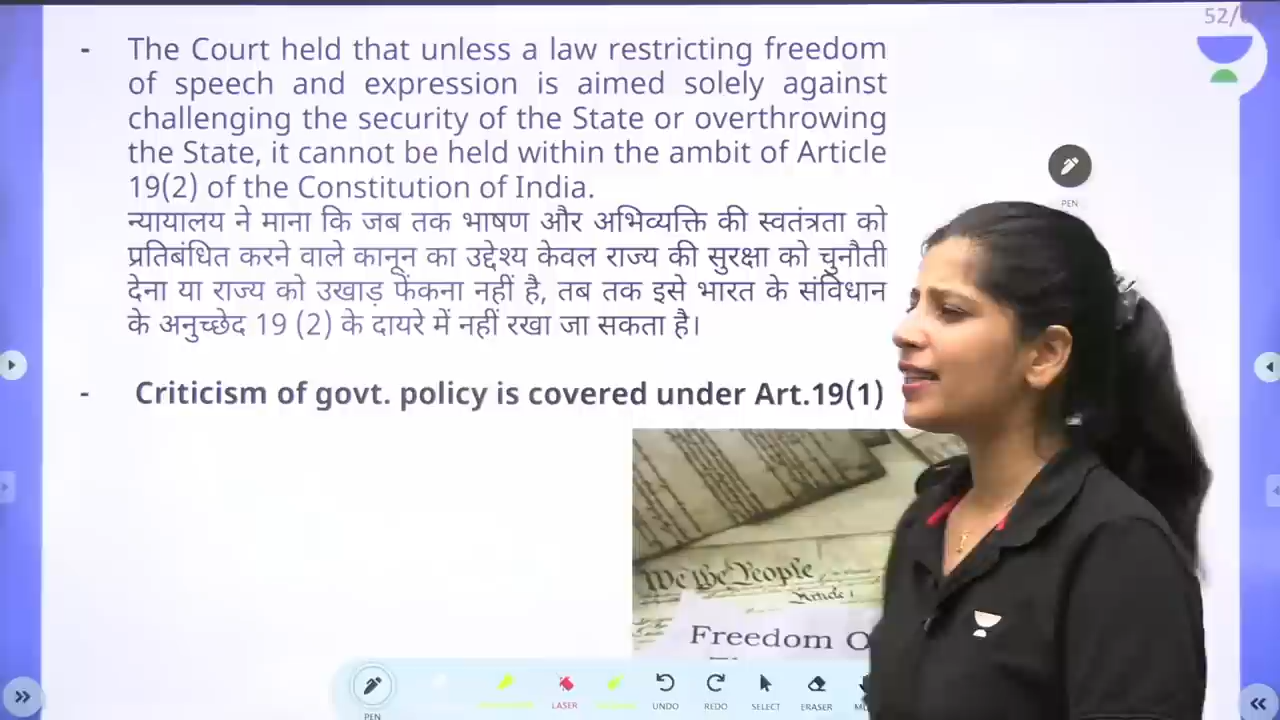 52/
- The Court held that unless a law restricting freedom
of speech and expression is aimed solely against
challenging the security of the State or overthrowing
the State, it cannot be held within the ambit of Article
19(2) of the Constitution of India.
न्यायालय ने माना कि जब तक भाषण और अभिव्यक्ति की स्वतंत्रता को
प्रतिबंधित करने वाले कानून का उद्देश्य केवल राज्य की सुरक्षा को चुनौती
देना या राज्य को उखाड़ फेंकना नहीं है, तब तक इसे भारत के संविधान
के अनुच्छेद 19 (2) के दायरे में नहीं रखा जा सकता है।
- Criticism of govt. policy is covered under Art.19(1)
PEN
We the People
Article 1
Freedom O
PEN
LASER
UNDO
REDO
SELECT
ERASER